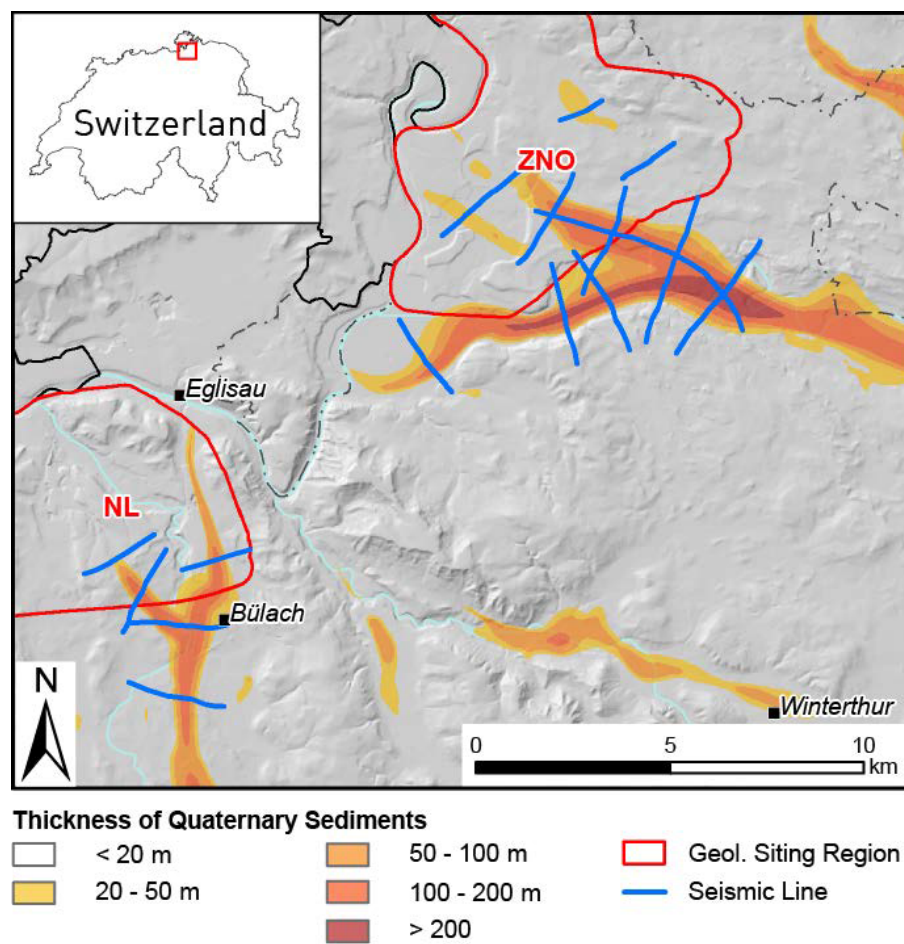 Switzerland
ZNO
Eglisau
NL
Bülach
N
Winterthur
0 5 10
km
Thickness of Quaternary Sediments
< 20 m
20 - 50 m
50 - 100 m
100 - 200 m
> 200
Geol. Siting Region
Seismic Line